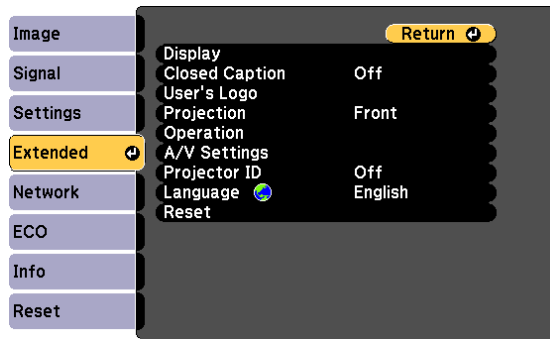 Image
Signal
Settings
Extended
Network
ECO
Info
Reset
Return
Display
Closed Caption Off
User's Logo
Projection Front
Operation
A/V Settings
Projector ID Off
Language English
Reset